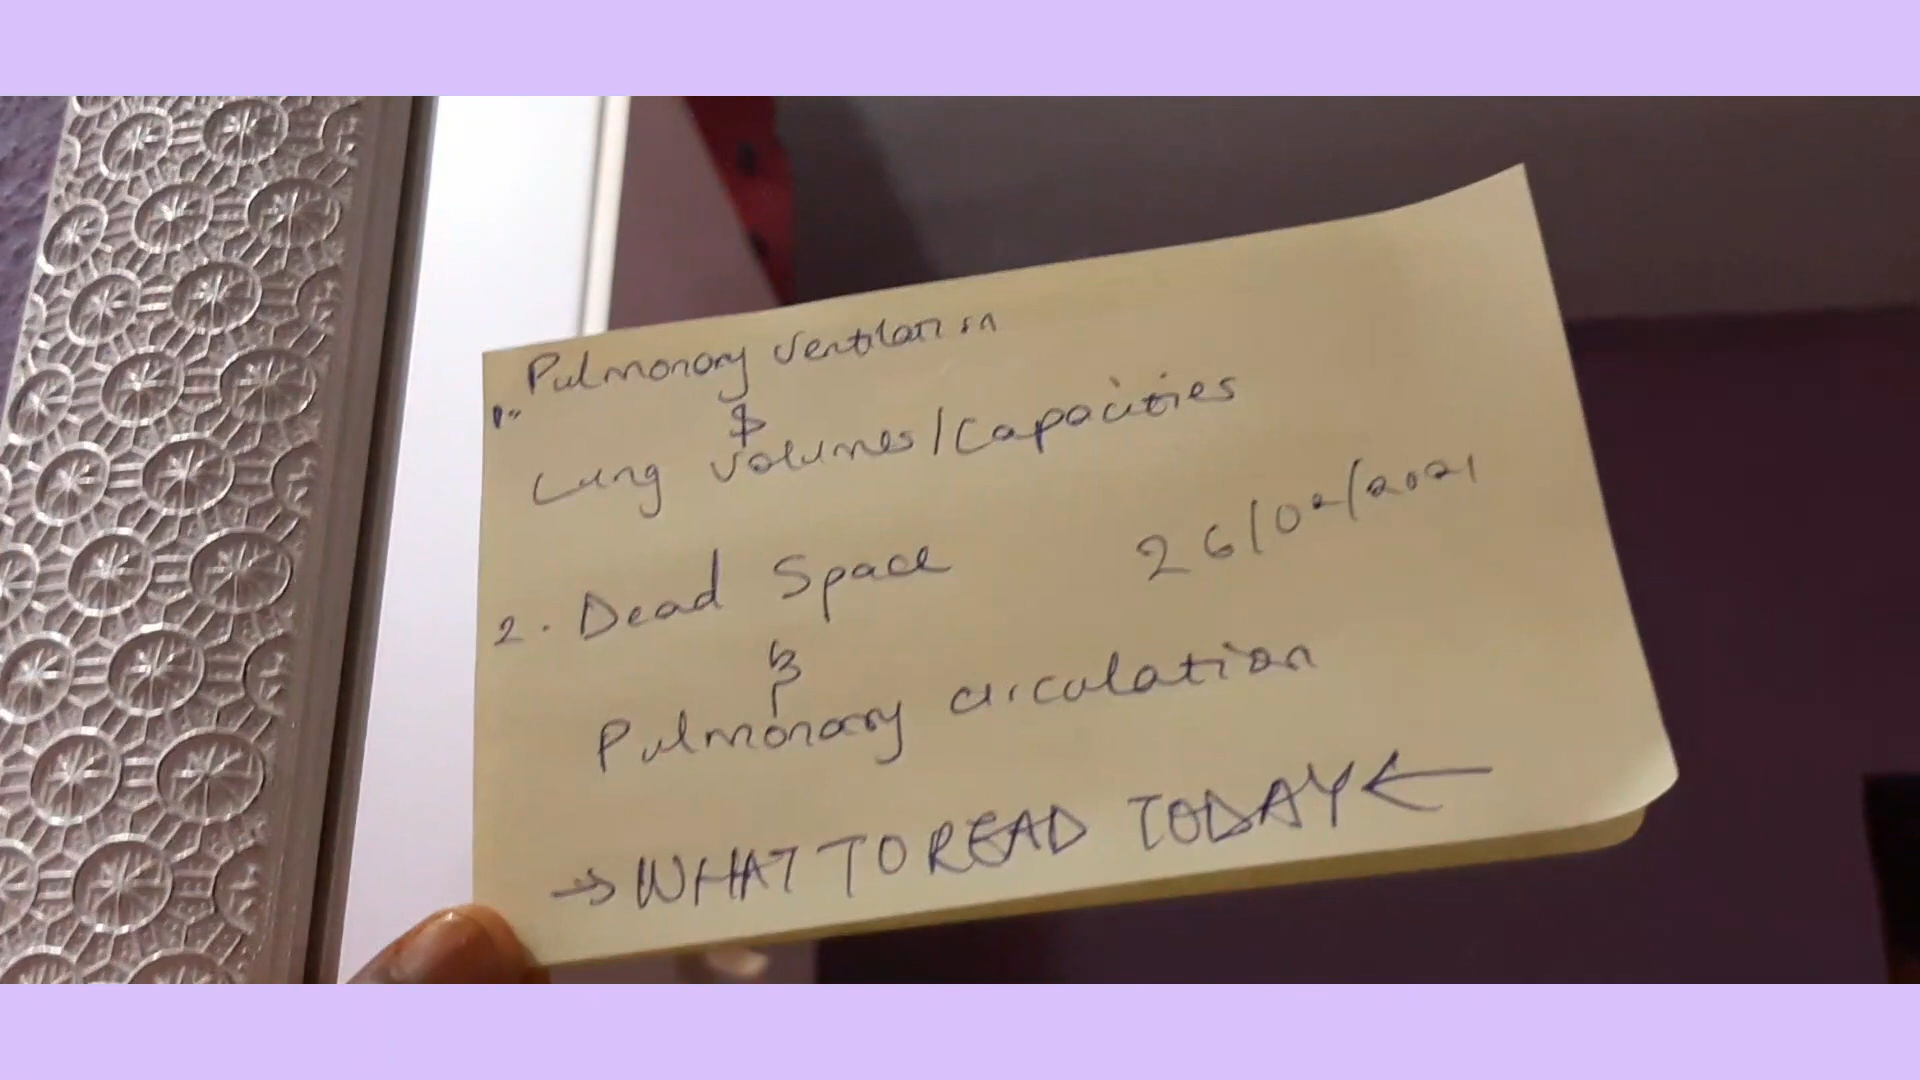 1. Pulmonary Ventilation
&
Lung Volumes/Capacities
2. Dead Space
26/02/2021
&
Pulmonary circulation
→ WHAT TO READ TODAY ←